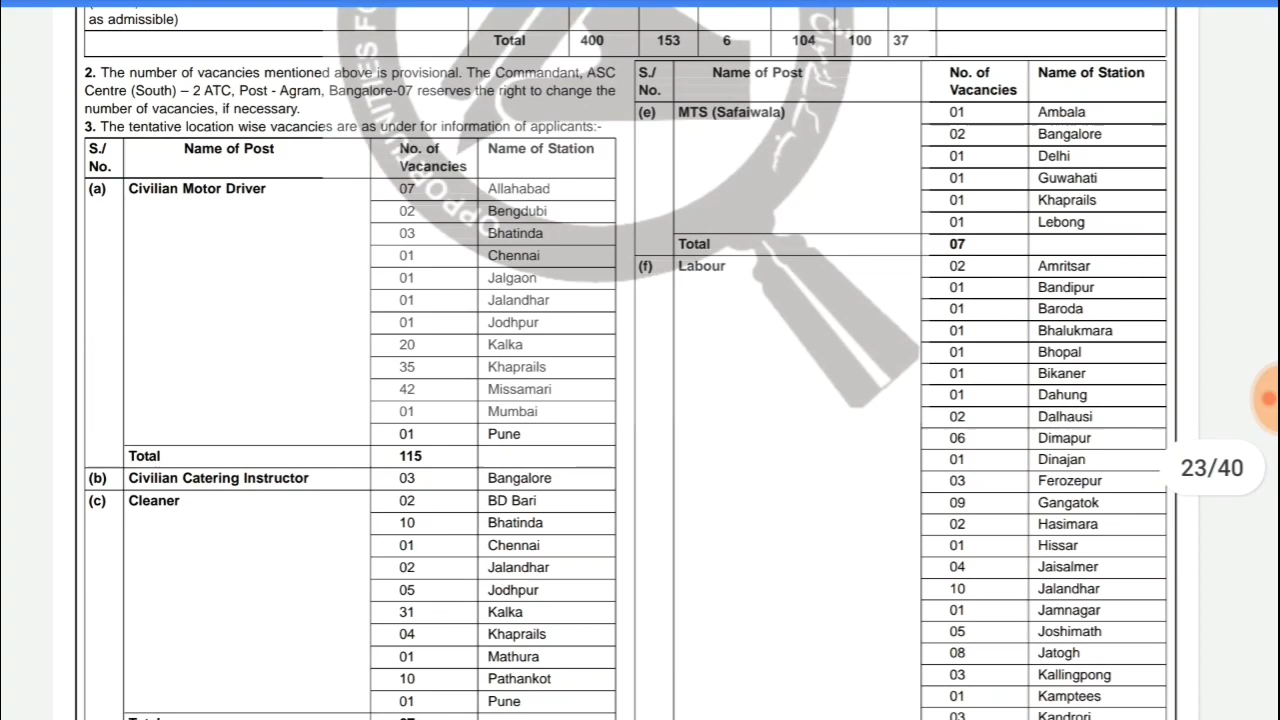 as admissible)
Total 400 153 6 104 100 37
2. The number of vacancies mentioned above is provisional. The Commandant, ASC
Centre (South) – 2 ATC, Post - Agram, Bangalore-07 reserves the right to change the
number of vacancies, if necessary.
3. The tentative location wise vacancies are as under for information of applicants:-
S./ Name of Post No. of Name of Station
No. Vacancies
(a) Civilian Motor Driver 07 Allahabad
02 Bengdubi
03 Bhatinda
01 Chennai
01 Jalgaon
01 Jalandhar
01 Jodhpur
20 Kalka
35 Khaprails
42 Missamari
01 Mumbai
01 Pune
Total 115
(b) Civilian Catering Instructor 03 Bangalore
(c) Cleaner 02 BD Bari
10 Bhatinda
01 Chennai
02 Jalandhar
05 Jodhpur
31 Kalka
04 Khaprails
01 Mathura
10 Pathankot
01 Pune
S./ Name of Post No. of Name of Station
No. Vacancies
(e) MTS (Safaiwala) 01 Ambala
02 Bangalore
01 Delhi
01 Guwahati
01 Khaprails
01 Lebong
Total 07
(f) Labour 02 Amritsar
01 Bandipur
01 Baroda
01 Bhalukmara
01 Bhopal
01 Bikaner
01 Dahung
02 Dalhausi
06 Dimapur
01 Dinajan
03 Ferozepur
09 Gangatok
02 Hasimara
01 Hissar
04 Jaisalmer
10 Jalandhar
01 Jamnagar
05 Joshimath
08 Jatogh
03 Kallingpong
01 Kamptees
03 Kandrori
23/40
OPPORTUNITIES FO